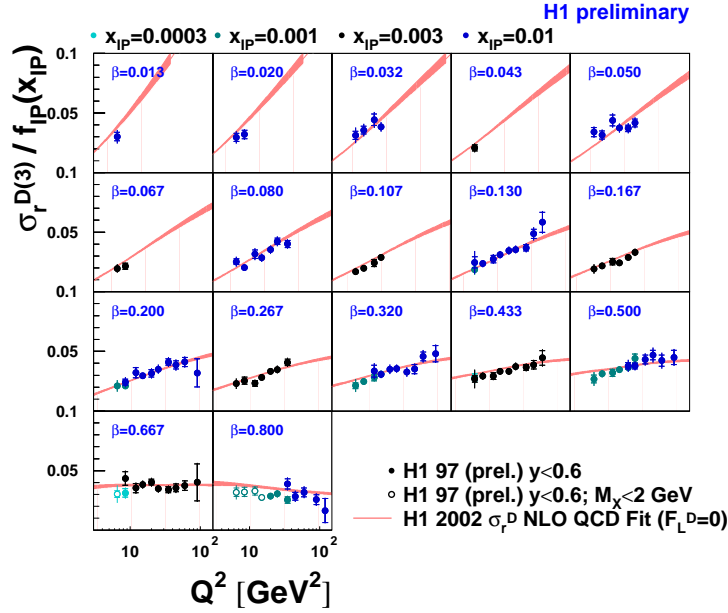 H1 preliminary
x_IP=0.0003 x_IP=0.001 x_IP=0.003 x_IP=0.01
σ_r^D(3) / f_IP(x_IP)
0.1
β=0.013 β=0.020 β=0.032 β=0.043 β=0.050
0.05
0.1
β=0.067 β=0.080 β=0.107 β=0.130 β=0.167
0.05
0.1
β=0.200 β=0.267 β=0.320 β=0.433 β=0.500
0.05
0.1
β=0.667 β=0.800
0.05
H1 97 (prel.) y<0.6
H1 97 (prel.) y<0.6; M_X<2 GeV
H1 2002 σ_r^D NLO QCD Fit (F_L^D=0)
10 10^2 10 10^2
Q^2 [GeV^2]